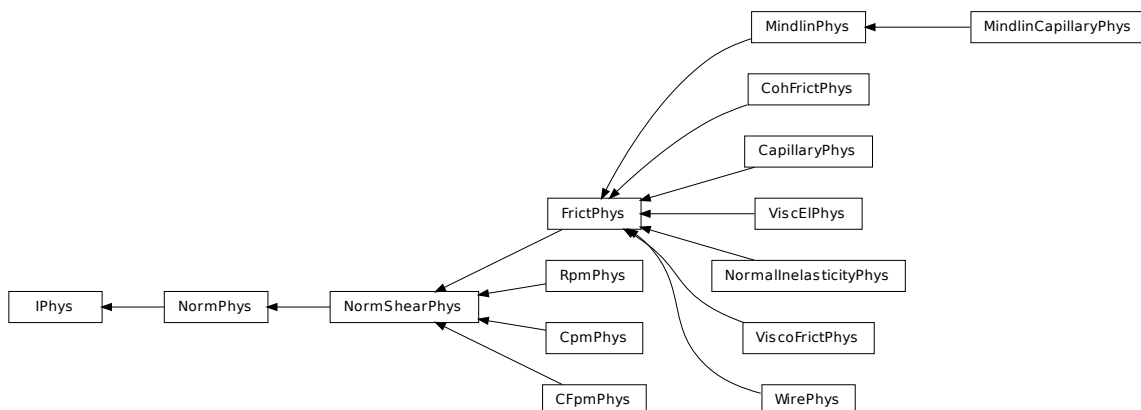 MindlinPhys
MindlinCapillaryPhys
CohFrictPhys
CapillaryPhys
FrictPhys
ViscElPhys
RpmPhys
NormalInelasticityPhys
IPhys
NormPhys
NormShearPhys
CpmPhys
ViscoFrictPhys
CFpmPhys
WirePhys